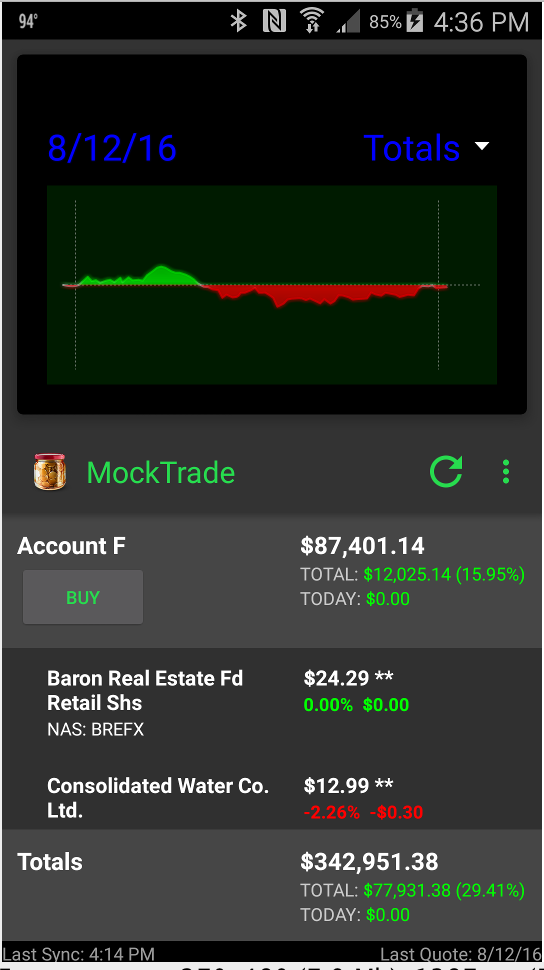 94°
85%
4:36 PM
8/12/16
Totals
MockTrade
Account F
$87,401.14
TOTAL: $12,025.14 (15.95%)
BUY
TODAY: $0.00
Baron Real Estate Fd
Retail Shs
$24.29 **
0.00% $0.00
NAS: BREFX
Consolidated Water Co.
Ltd.
$12.99 **
-2.26% -$0.30
Totals
$342,951.38
TOTAL: $77,931.38 (29.41%)
TODAY: $0.00
Last Sync: 4:14 PM
Last Quote: 8/12/16